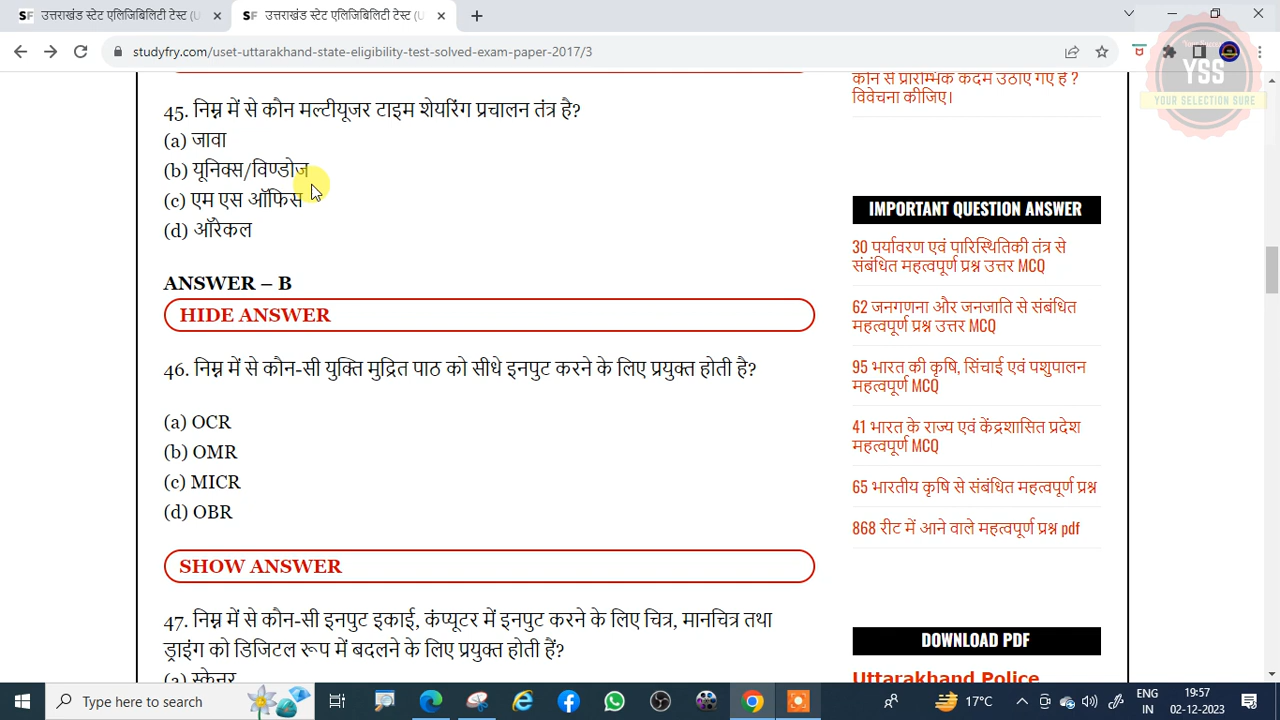 SF उत्तराखंड स्टेट एलिजिबिलिटी टेस्ट (U
SF उत्तराखंड स्टेट एलिजिबिलिटी टेस्ट (U
studyfry.com/uset-uttarakhand-state-eligibility-test-solved-exam-paper-2017/3
YSS
YOUR SELECTION SURE
45. निम्न में से कौन मल्टीयूजर टाइम शेयरिंग प्रचालन तंत्र है?
(a) जावा
(b) यूनिक्स/विण्डोज
(c) एम एस ऑफिस
(d) ऑरेकल
ANSWER – B
HIDE ANSWER
46. निम्न में से कौन-सी युक्ति मुद्रित पाठ को सीधे इनपुट करने के लिए प्रयुक्त होती है?
(a) OCR
(b) OMR
(c) MICR
(d) OBR
SHOW ANSWER
47. निम्न में से कौन-सी इनपुट इकाई, कंप्यूटर में इनपुट करने के लिए चित्र, मानचित्र तथा
ड्राइंग को डिजिटल रूप में बदलने के लिए प्रयुक्त होती हैं?
(a) स्केनर
कौन से प्रारम्भिक कदम उठाए गए हैं ?
विवेचना कीजिए।
IMPORTANT QUESTION ANSWER
30 पर्यावरण एवं पारिस्थितिकी तंत्र से
संबंधित महत्वपूर्ण प्रश्न उत्तर MCQ
62 जनगणना और जनजाति से संबंधित
महत्वपूर्ण प्रश्न उत्तर MCQ
95 भारत की कृषि, सिंचाई एवं पशुपालन
महत्वपूर्ण MCQ
41 भारत के राज्य एवं केंद्रशासित प्रदेश
महत्वपूर्ण MCQ
65 भारतीय कृषि से संबंधित महत्वपूर्ण प्रश्न
868 रीट में आने वाले महत्वपूर्ण प्रश्न pdf
DOWNLOAD PDF
Uttarakhand Police
Type here to search
17°C
ENG
IN
19:57
02-12-2023